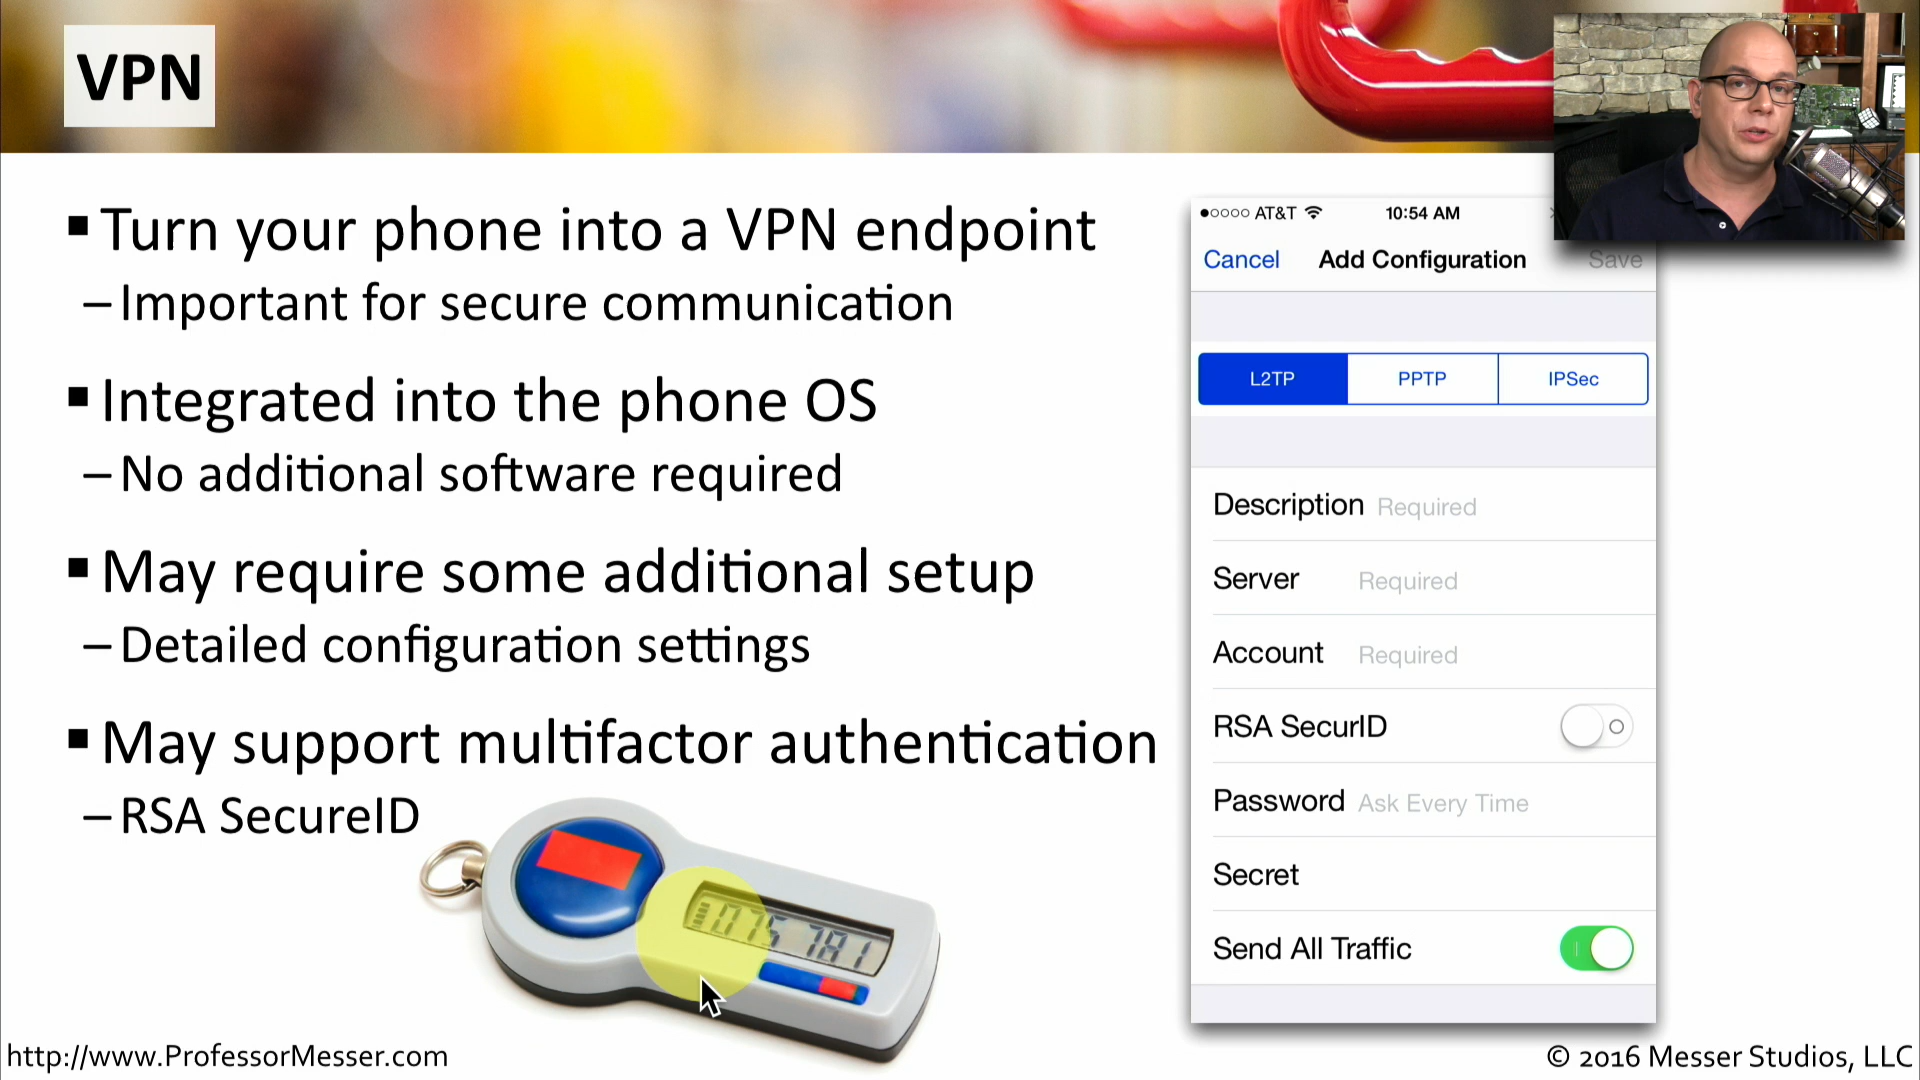 VPN
▪ Turn your phone into a VPN endpoint
– Important for secure communication
▪ Integrated into the phone OS
– No additional software required
▪ May require some additional setup
– Detailed configuration settings
▪ May support multifactor authentication
– RSA SecureID
075 781
AT&T 10:54 AM
Cancel Add Configuration Save
L2TP PPTP IPSec
Description Required
Server Required
Account Required
RSA SecurID
Password Ask Every Time
Secret
Send All Traffic
http://www.ProfessorMesser.com
© 2016 Messer Studios, LLC